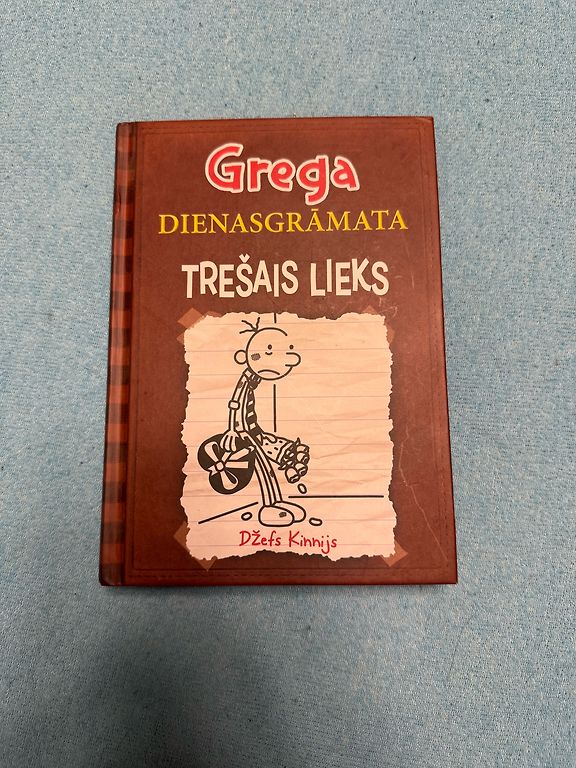 Grega
DIENASGRĀMATA
TREŠAIS LIEKS
Džefs Kinnijs